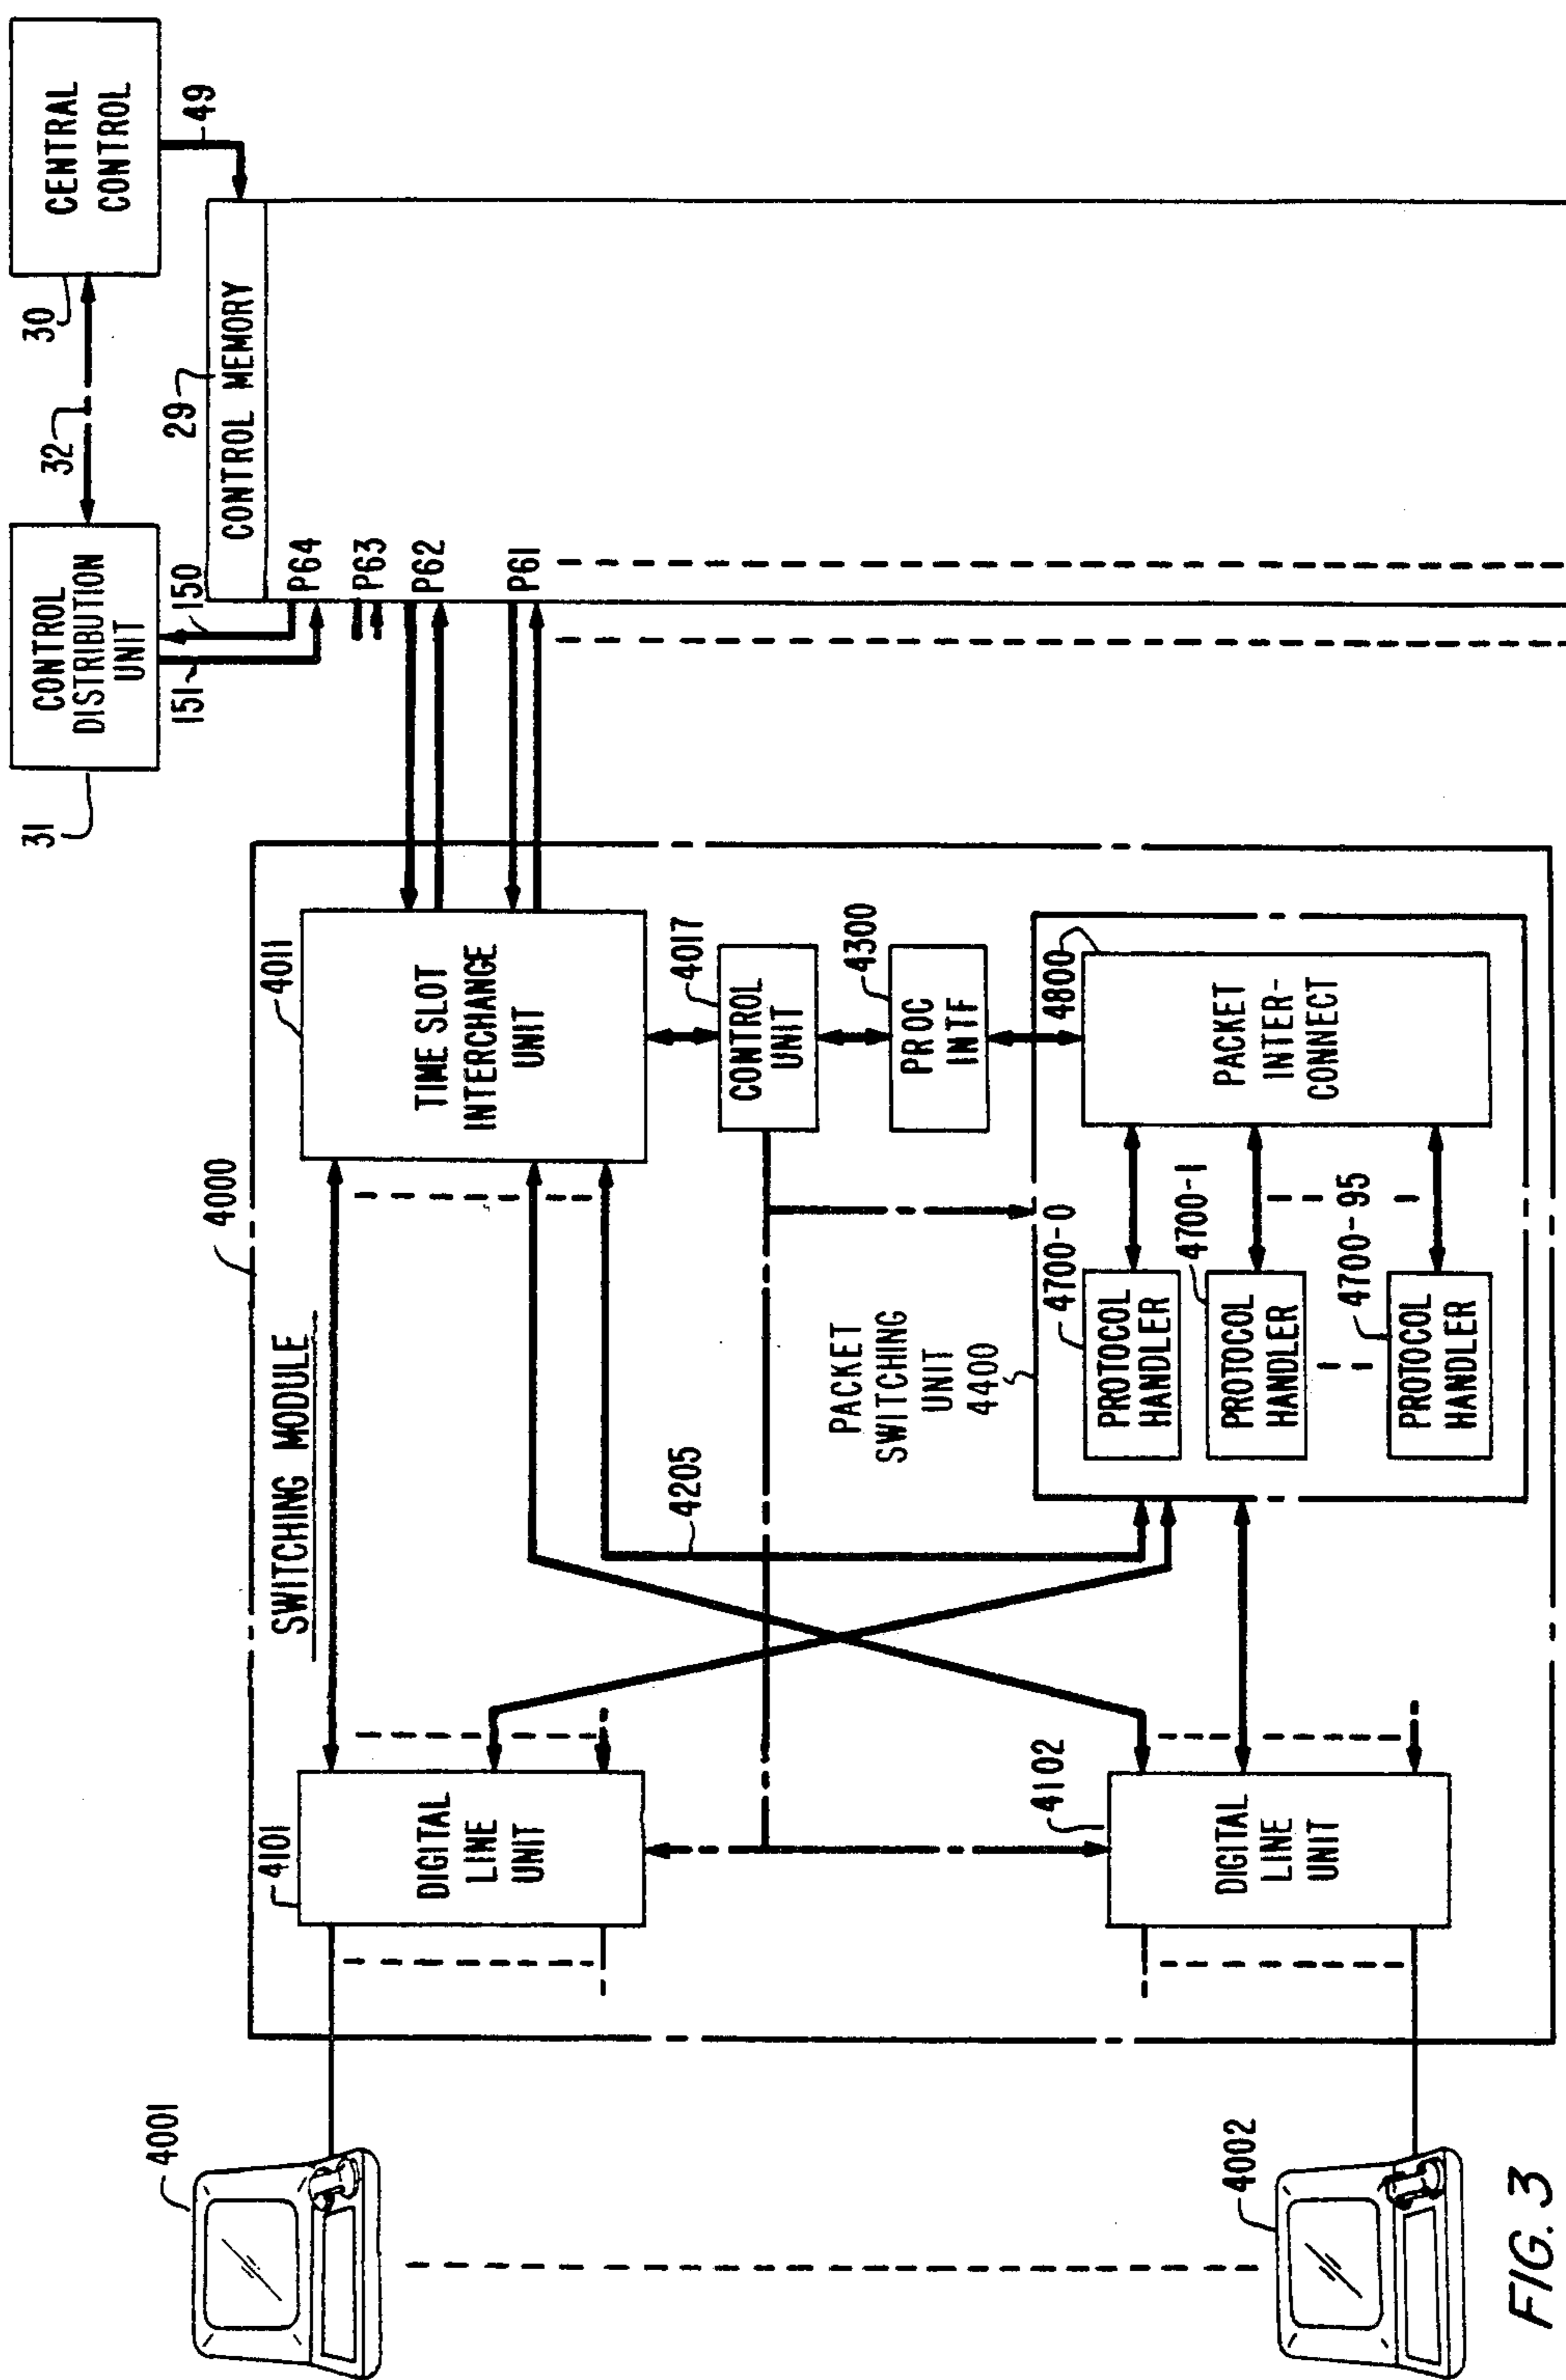 4001
4002
FIG. 3
4000
SWITCHING MODULE
4101
DIGITAL
LINE
UNIT
4102
DIGITAL
LINE
UNIT
4205
4011
TIME SLOT
INTERCHANGE
UNIT
4017
CONTROL
UNIT
4300
PROC
INTF
PACKET
SWITCHING
UNIT
4400
4700-0
PROTOCOL
HANDLER
4700-1
PROTOCOL
HANDLER
4700-95
PROTOCOL
HANDLER
4800
PACKET
INTER-
CONNECT
31
CONTROL
DISTRIBUTION
UNIT
32
30
CENTRAL
CONTROL
49
151
150
29
CONTROL MEMORY
P64
P63
P62
P61